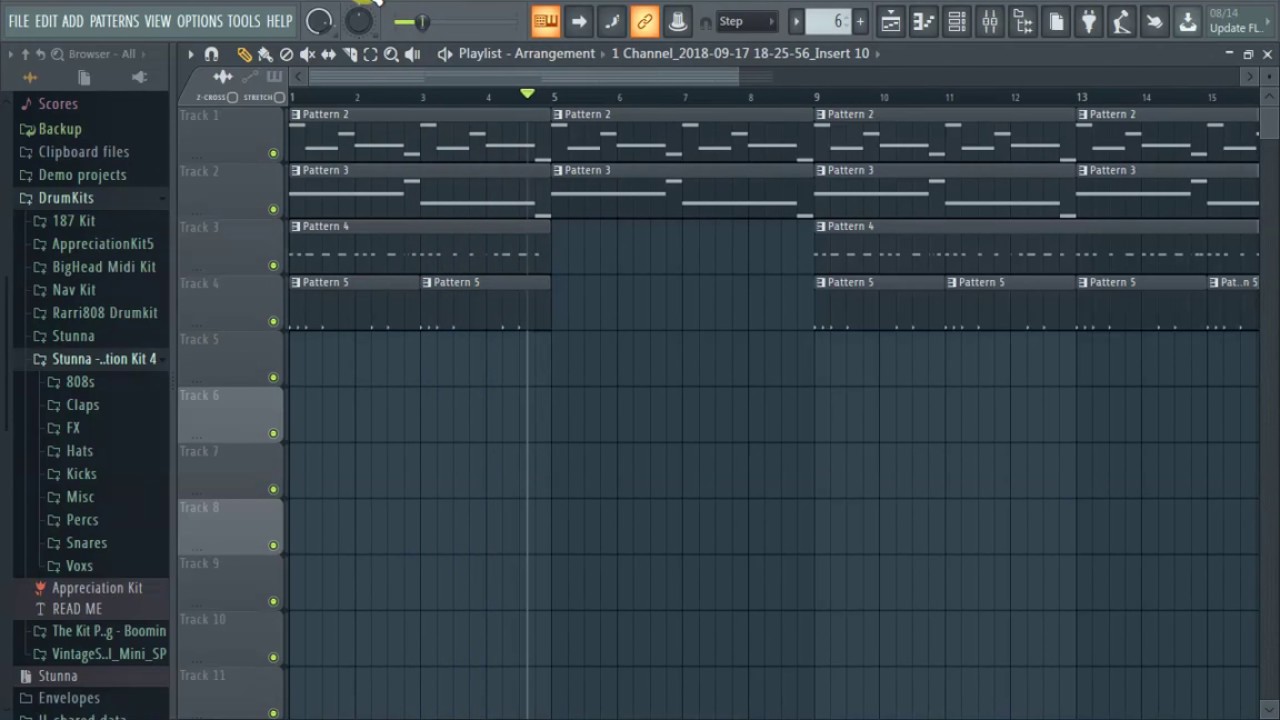 FILE EDIT ADD PATTERNS VIEW OPTIONS TOOLS HELP
Step
6
08/14
Update FL..
Browser - All
Playlist - Arrangement
1 Channel_2018-09-17 18-25-56_Insert 10
Z-CROSS
STRETCH
1 2 3 4 5 6 7 8 9 10 11 12 13 14 15
Scores
Backup
Clipboard files
Demo projects
DrumKits
187 Kit
AppreciationKit5
BigHead Midi Kit
Nav Kit
Rarri808 Drumkit
Stunna
Stunna -..tion Kit 4
808s
Claps
FX
Hats
Kicks
Misc
Percs
Snares
Voxs
Appreciation Kit
READ ME
The Kit P..g - Boomin
VintageS..l_Mini_SP
Stunna
Envelopes
IL shared data
Track 1
Pattern 2 Pattern 2 Pattern 2 Pattern 2
Track 2
Pattern 3 Pattern 3 Pattern 3 Pattern 3
Track 3
Pattern 4 Pattern 4
Track 4
Pattern 5 Pattern 5 Pattern 5 Pattern 5 Pattern 5 Pat..n 5
Track 5
Track 6
Track 7
Track 8
Track 9
Track 10
Track 11